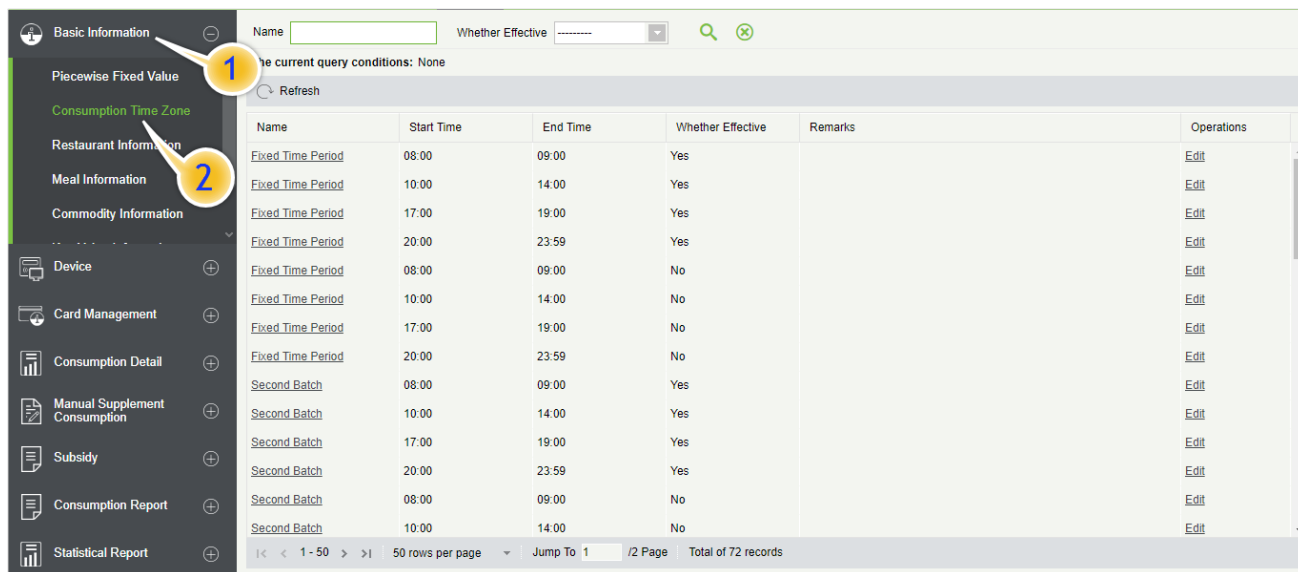 Basic Information
Piecewise Fixed Value
Consumption Time Zone
Restaurant Information
Meal Information
Commodity Information
Device
Card Management
Consumption Detail
Manual Supplement
Consumption
Subsidy
Consumption Report
Statistical Report
1
2
Name Whether Effective ---------
he current query conditions: None
Refresh
Name Start Time End Time Whether Effective Remarks Operations
Fixed Time Period 08:00 09:00 Yes Edit
Fixed Time Period 10:00 14:00 Yes Edit
Fixed Time Period 17:00 19:00 Yes Edit
Fixed Time Period 20:00 23:59 Yes Edit
Fixed Time Period 08:00 09:00 No Edit
Fixed Time Period 10:00 14:00 No Edit
Fixed Time Period 17:00 19:00 No Edit
Fixed Time Period 20:00 23:59 No Edit
Second Batch 08:00 09:00 Yes Edit
Second Batch 10:00 14:00 Yes Edit
Second Batch 17:00 19:00 Yes Edit
Second Batch 20:00 23:59 Yes Edit
Second Batch 08:00 09:00 No Edit
Second Batch 10:00 14:00 No Edit
|< < 1 - 50 > >| 50 rows per page Jump To 1 /2 Page Total of 72 records